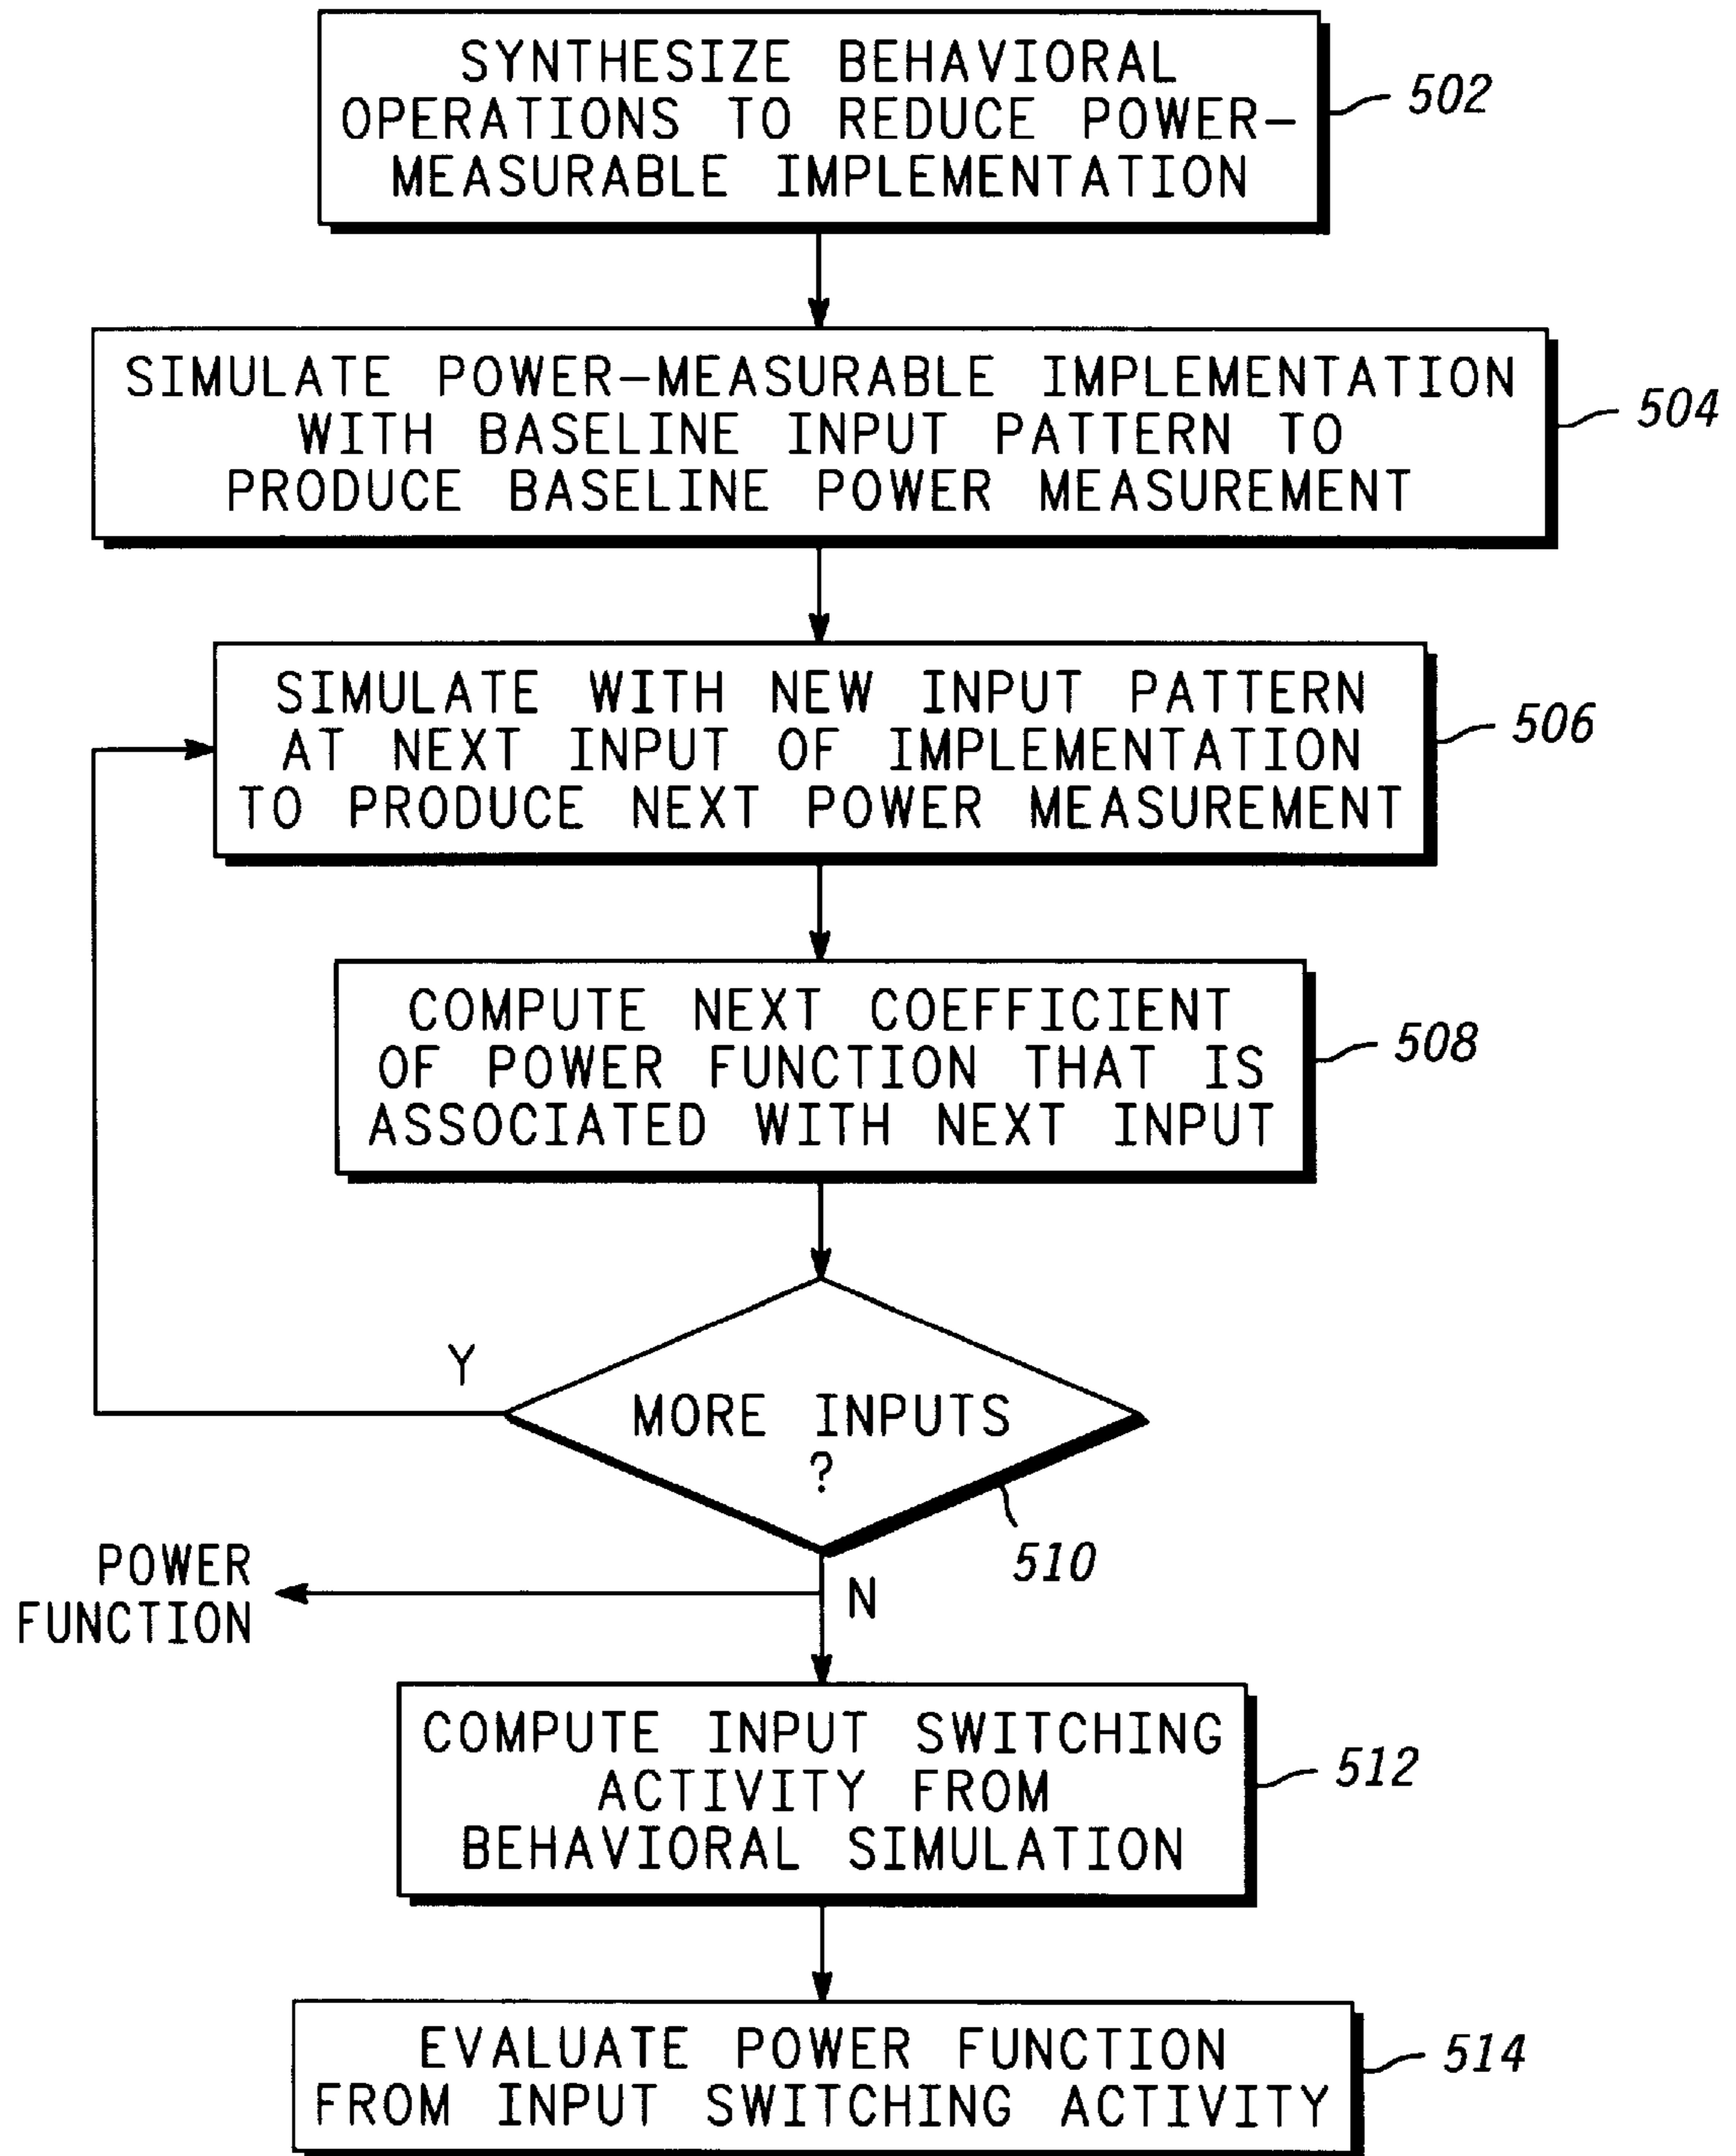 SYNTHESIZE BEHAVIORAL
OPERATIONS TO REDUCE POWER–
MEASURABLE IMPLEMENTATION
502
SIMULATE POWER–MEASURABLE IMPLEMENTATION
WITH BASELINE INPUT PATTERN TO
PRODUCE BASELINE POWER MEASUREMENT
504
SIMULATE WITH NEW INPUT PATTERN
AT NEXT INPUT OF IMPLEMENTATION
TO PRODUCE NEXT POWER MEASUREMENT
506
COMPUTE NEXT COEFFICIENT
OF POWER FUNCTION THAT IS
ASSOCIATED WITH NEXT INPUT
508
Y
MORE INPUTS
?
510
POWER
FUNCTION
N
COMPUTE INPUT SWITCHING
ACTIVITY FROM
BEHAVIORAL SIMULATION
512
EVALUATE POWER FUNCTION
FROM INPUT SWITCHING ACTIVITY
514